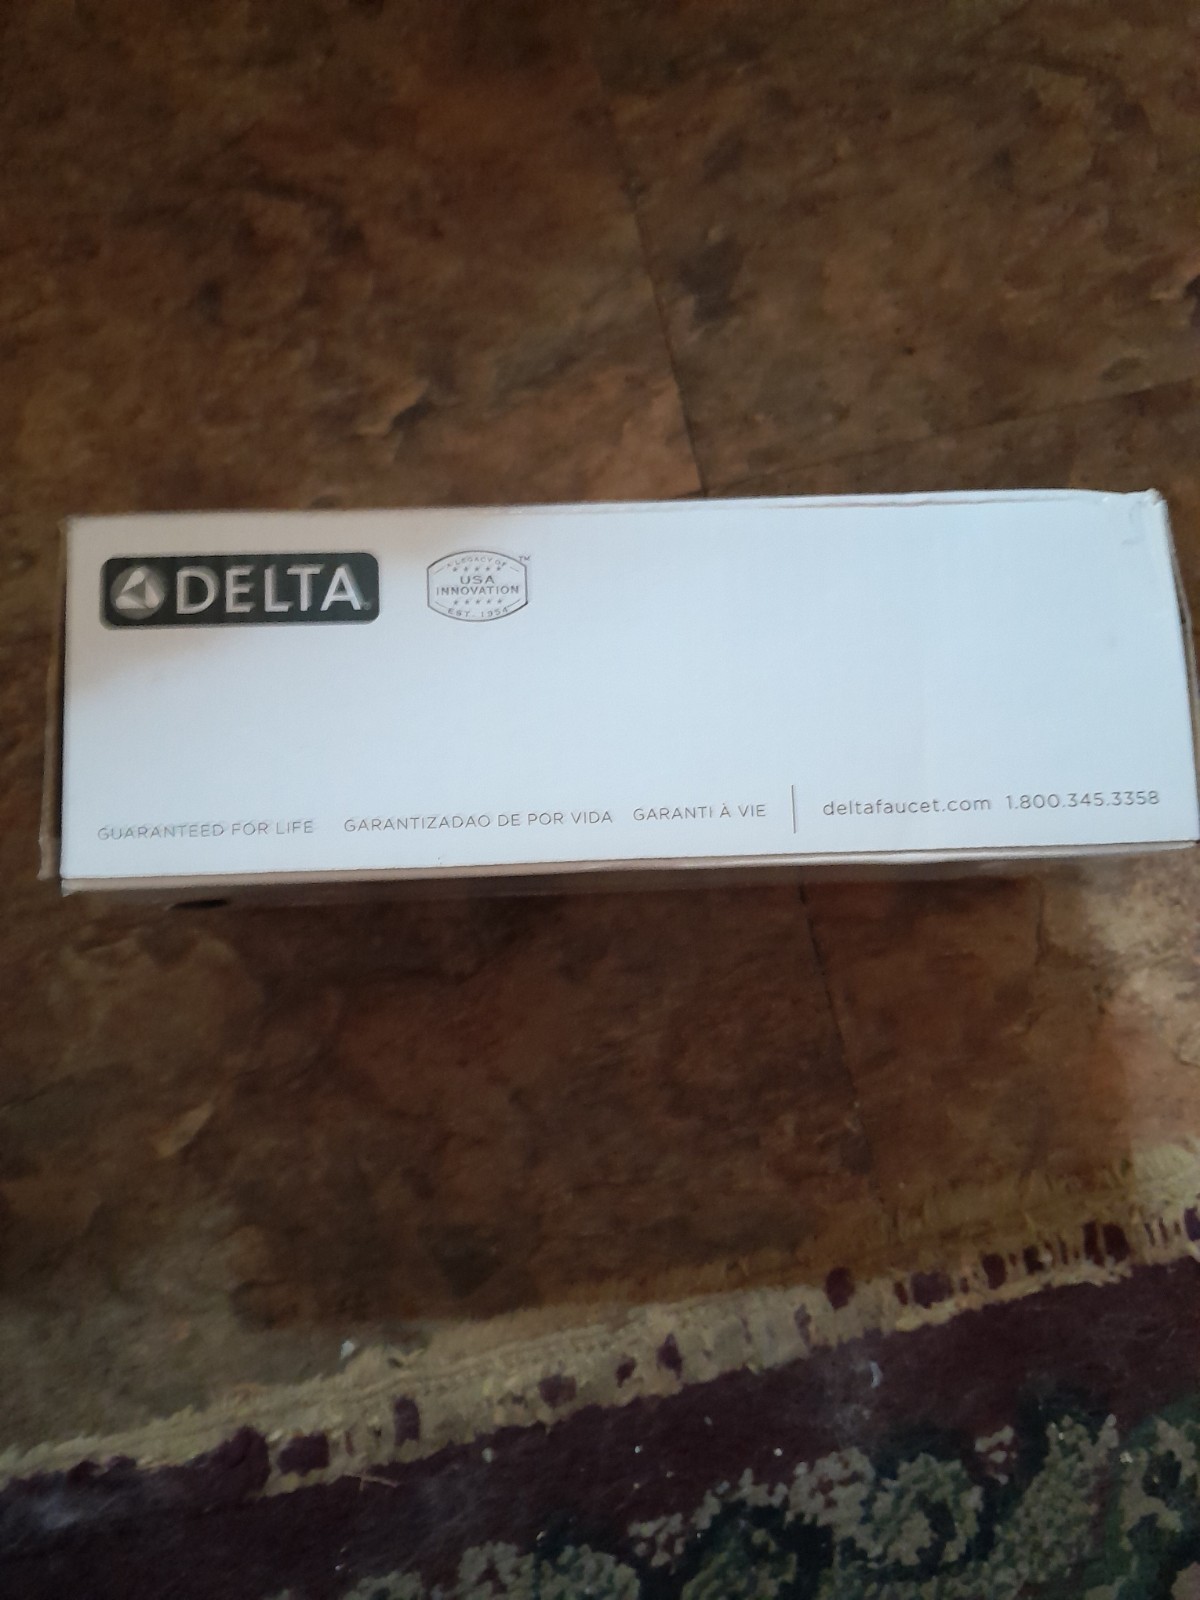 DELTA
A LEGACY OF
USA
INNOVATION
EST. 1954
TM
GUARANTEED FOR LIFE GARANTIZADAO DE POR VIDA GARANTI À VIE deltafaucet.com 1.800.345.3358